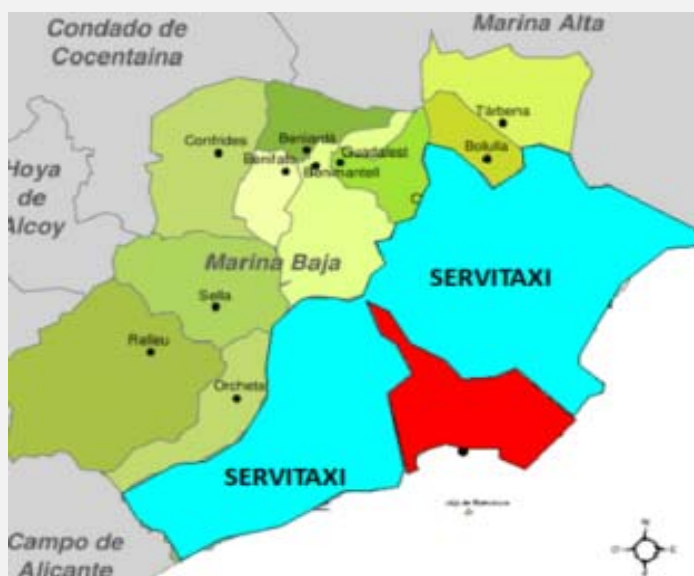 Marina Alta
Condado de
Cocentaina
Tárbena
Confrides
Beniardà
Guadalest
Bolulla
Benifato
Benimantell
Hoya
de
Alcoy
C
Marina Baja
SERVITAXI
Sella
Relleu
Orcheta
SERVITAXI
N
O
E
S
Campo de
Alicante